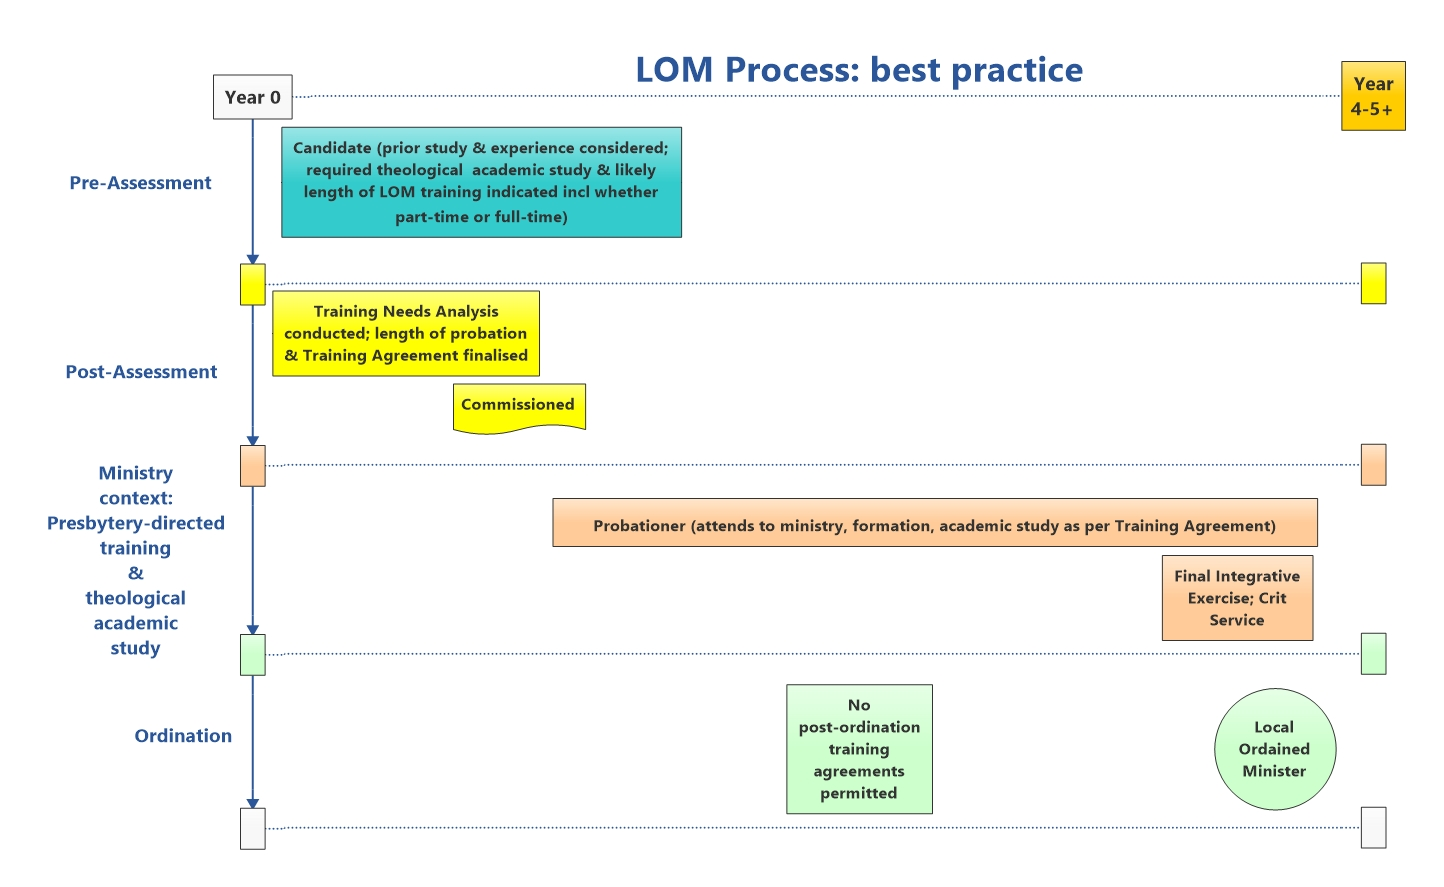 LOM Process: best practice
Year 0
Year
4-5+
Pre-Assessment
Candidate (prior study & experience considered;
required theological academic study & likely
length of LOM training indicated incl whether
part-time or full-time)
Training Needs Analysis
conducted; length of probation
& Training Agreement finalised
Post-Assessment
Commissioned
Ministry
context:
Presbytery-directed
training
&
theological
academic
study
Probationer (attends to ministry, formation, academic study as per Training Agreement)
Final Integrative
Exercise; Crit
Service
Ordination
No
post-ordination
training
agreements
permitted
Local
Ordained
Minister